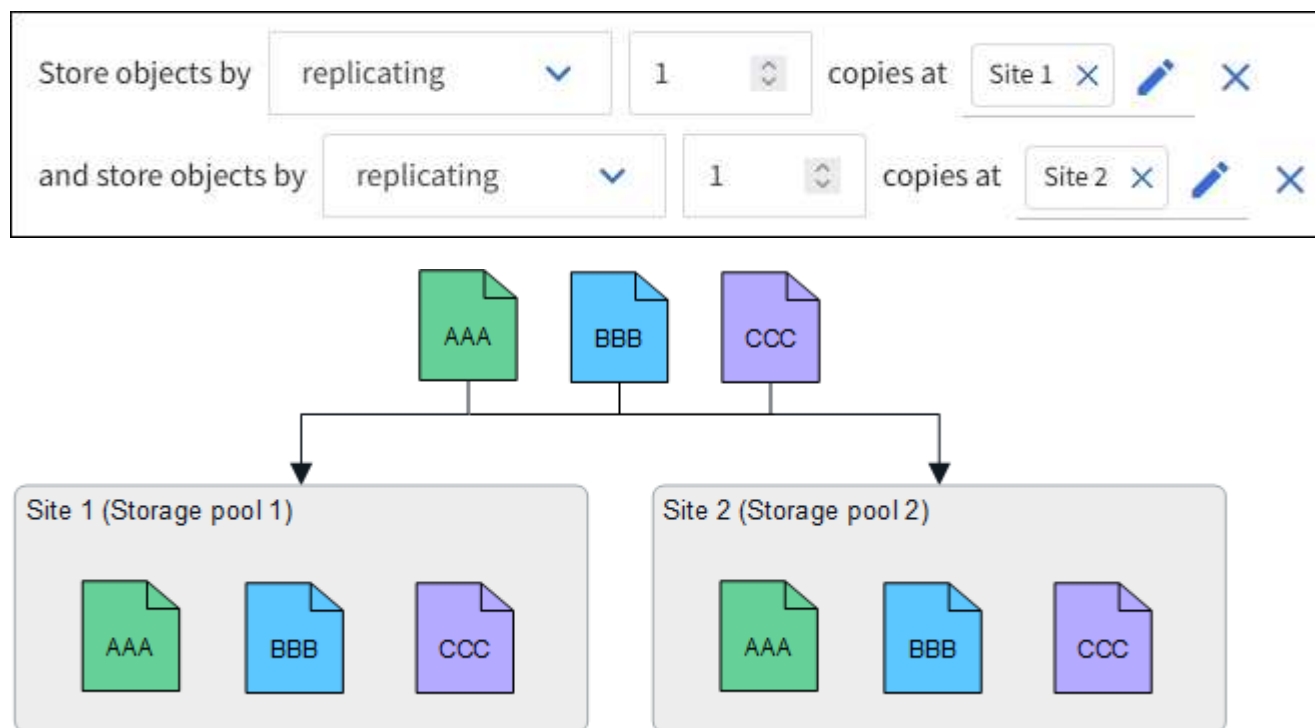 Store objects by replicating 1 copies at Site 1
and store objects by replicating 1 copies at Site 2
AAA BBB CCC
Site 1 (Storage pool 1) Site 2 (Storage pool 2)
AAA BBB CCC AAA BBB CCC